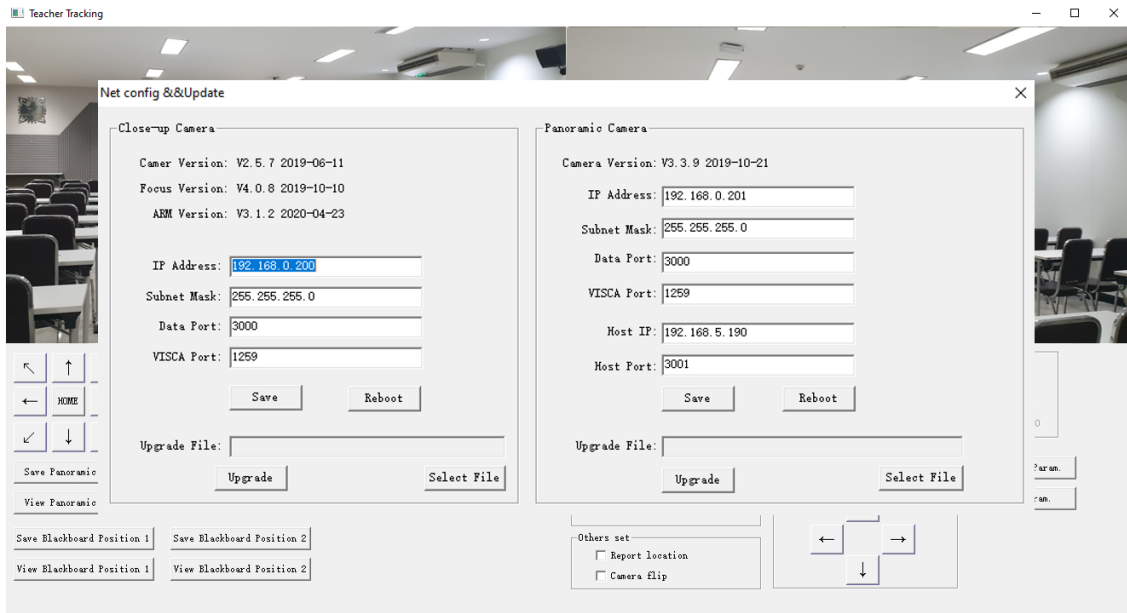 Teacher Tracking
Net config &&Update
Close-up Camera
Camer Version: V2.5.7 2019-06-11
Focus Version: V4.0.8 2019-10-10
ARM Version: V3.1.2 2020-04-23
IP Address: 192.168.0.200
Subnet Mask: 255.255.255.0
Data Port: 3000
VISCA Port: 1259
Save Reboot
Upgrade File:
Upgrade Select File
Panoramic Camera
Camera Version: V3.3.9 2019-10-21
IP Address: 192.168.0.201
Subnet Mask: 255.255.255.0
Data Port: 3000
VISCA Port: 1259
Host IP: 192.168.5.190
Host Port: 3001
Save Reboot
Upgrade File:
Upgrade Select File
HOME
Save Panoramic
View Panoramic
Save Blackboard Position 1 Save Blackboard Position 2
View Blackboard Position 1 View Blackboard Position 2
Others set
Report location
Camera flip
0
Param.
ram.